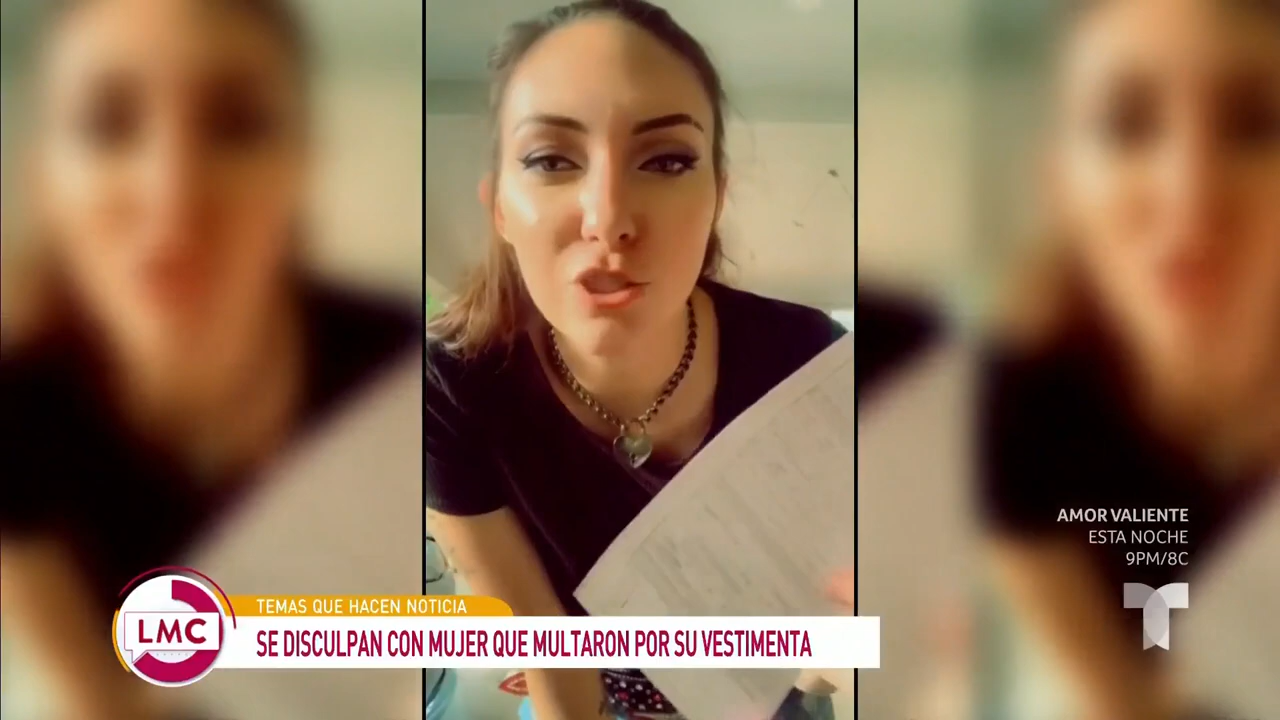 AMOR VALIENTE
ESTA NOCHE
9PM/8C
TEMAS QUE HACEN NOTICIA
LMC
SE DISCULPAN CON MUJER QUE MULTARON POR SU VESTIMENTA